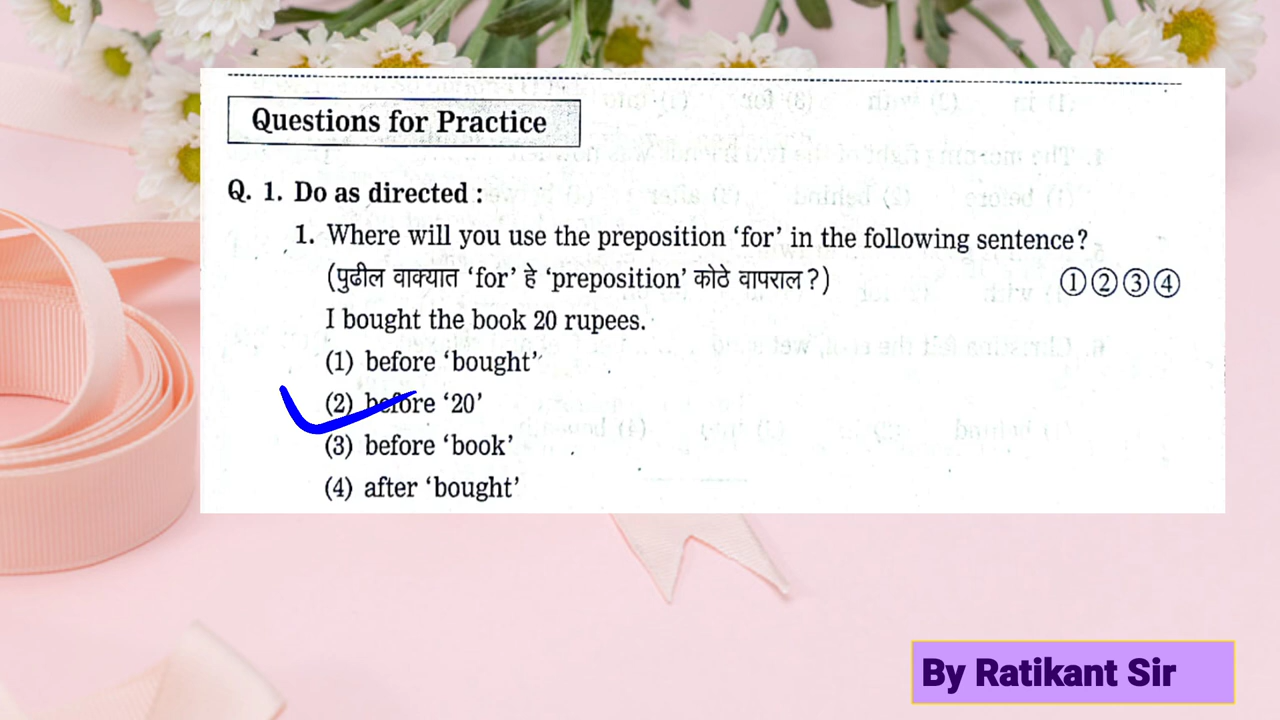 Questions for Practice
Q. 1. Do as directed :
1. Where will you use the preposition ‘for’ in the following sentence?
(पुढील वाक्यात ‘for’ हे ‘preposition’ कोठे वापराल?) ①②③④
I bought the book 20 rupees.
(1) before ‘bought’
(2) before ‘20’
(3) before ‘book’
(4) after ‘bought’
By Ratikant Sir